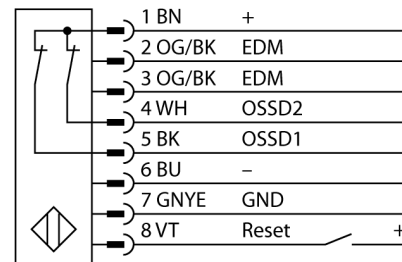 1 BN +
2 OG/BK EDM
3 OG/BK EDM
4 WH OSSD2
5 BK OSSD1
6 BU –
7 GNYE GND
8 VT Reset +